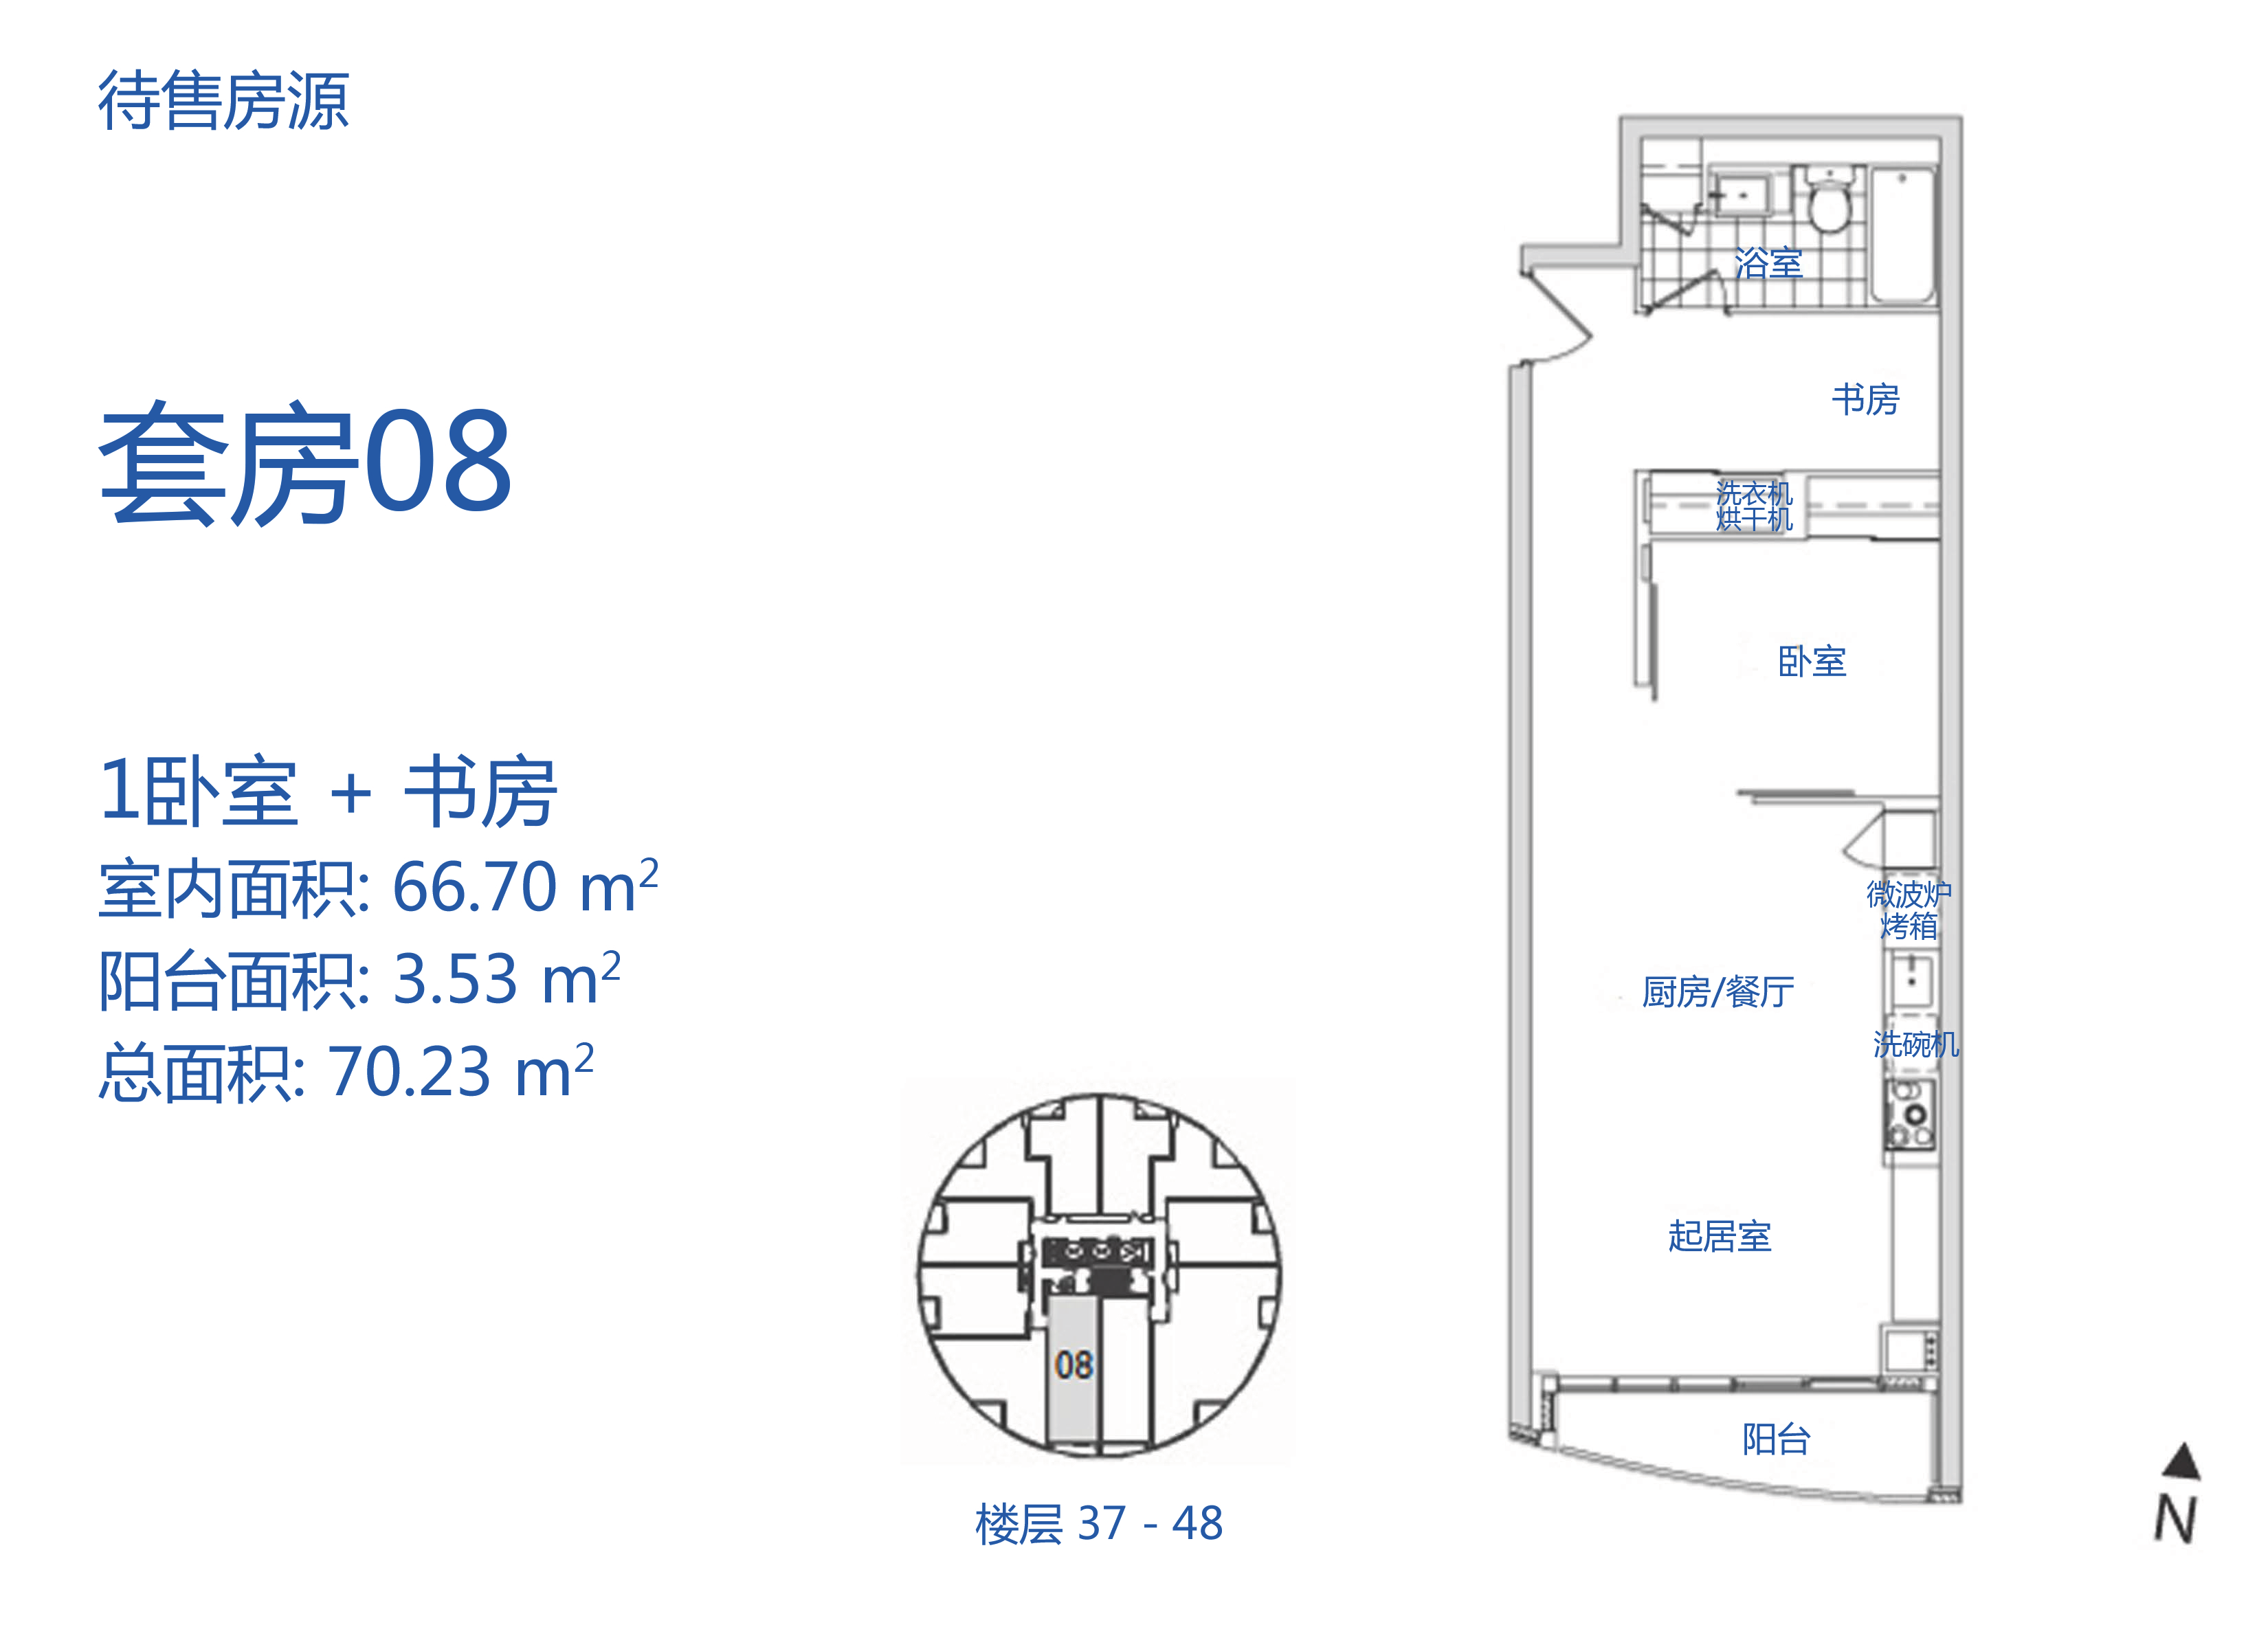 待售房源
套房08
1卧室 + 书房
室内面积: 66.70 m²
阳台面积: 3.53 m²
总面积: 70.23 m²
浴室
书房
洗衣机
烘干机
卧室
微波炉
烤箱
厨房/餐厅
洗碗机
起居室
阳台
08
楼层 37 - 48
N